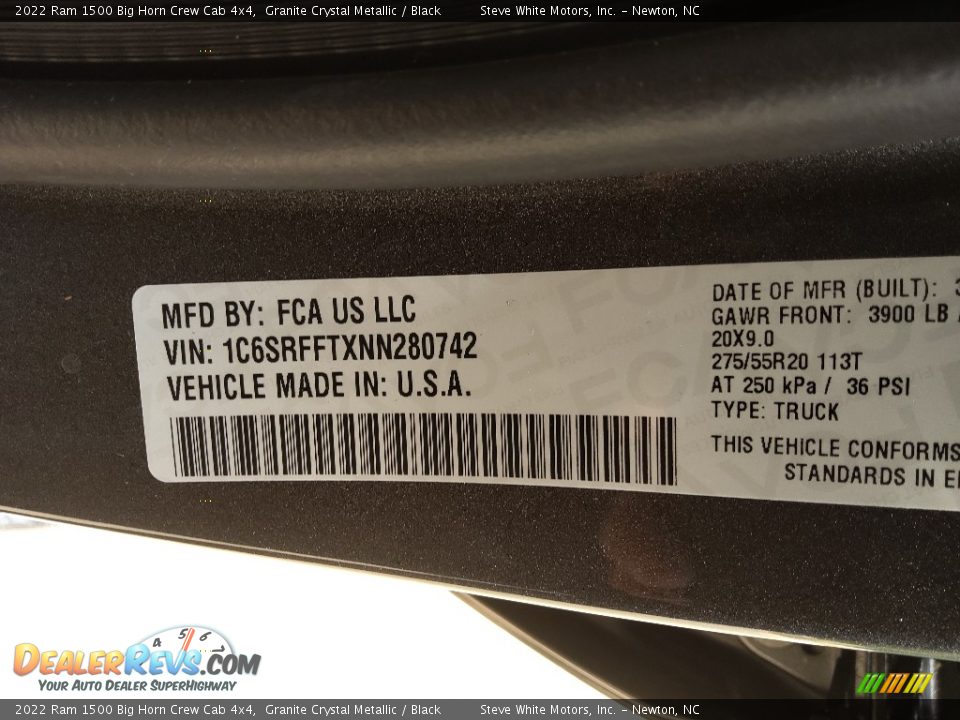 2022 Ram 1500 Big Horn Crew Cab 4x4, Granite Crystal Metallic / Black Steve White Motors, Inc. - Newton, NC
MFD BY: FCA US LLC
VIN: 1C6SRFFTXNN280742
VEHICLE MADE IN: U.S.A.
DATE OF MFR (BUILT):
GAWR FRONT: 3900 LB
20X9.0
275/55R20 113T
AT 250 kPa / 36 PSI
TYPE: TRUCK
THIS VEHICLE CONFORMS
STANDARDS IN
4 5 6 7
DEALERREVS.COM
YOUR AUTO DEALER SUPERHIGHWAY
2022 Ram 1500 Big Horn Crew Cab 4x4, Granite Crystal Metallic / Black Steve White Motors, Inc. - Newton, NC